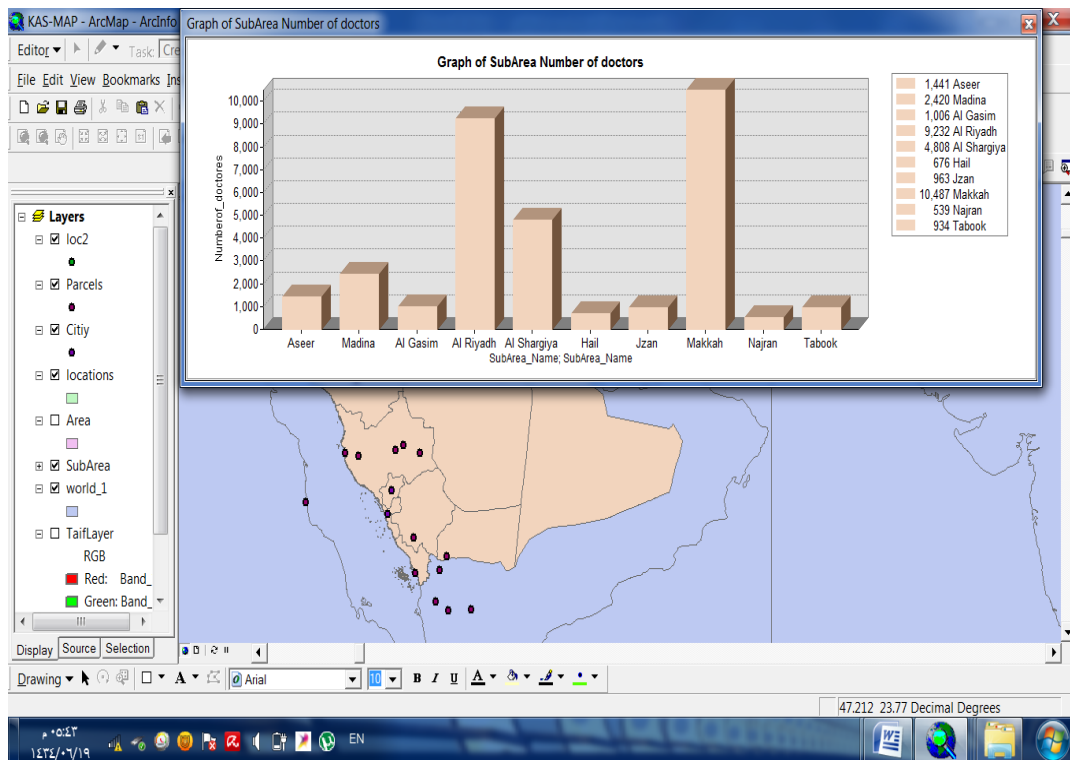 KAS-MAP - ArcMap - ArcInfo
Graph of SubArea Number of doctors
Editor
Task: Cre
File Edit View Bookmarks Ins
Graph of SubArea Number of doctors
Numberof_doctores
10,000
9,000
8,000
7,000
6,000
5,000
4,000
3,000
2,000
1,000
0
Aseer Madina Al Gasim Al Riyadh Al Shargiya Hail Jzan Makkah Najran Tabook
SubArea_Name; SubArea_Name
1,441 Aseer
2,420 Madina
1,006 Al Gasim
9,232 Al Riyadh
4,808 Al Shargiya
676 Hail
963 Jzan
10,487 Makkah
539 Najran
934 Tabook
Layers
loc2
Parcels
Citiy
locations
Area
SubArea
world_1
TaifLayer
RGB
Red: Band_
Green: Band_
Display Source Selection
Drawing A Arial 10 B I U A
47.212 23.77 Decimal Degrees
٠٥:٤٣ م
١٤٣٤/٠٦/١٩
EN